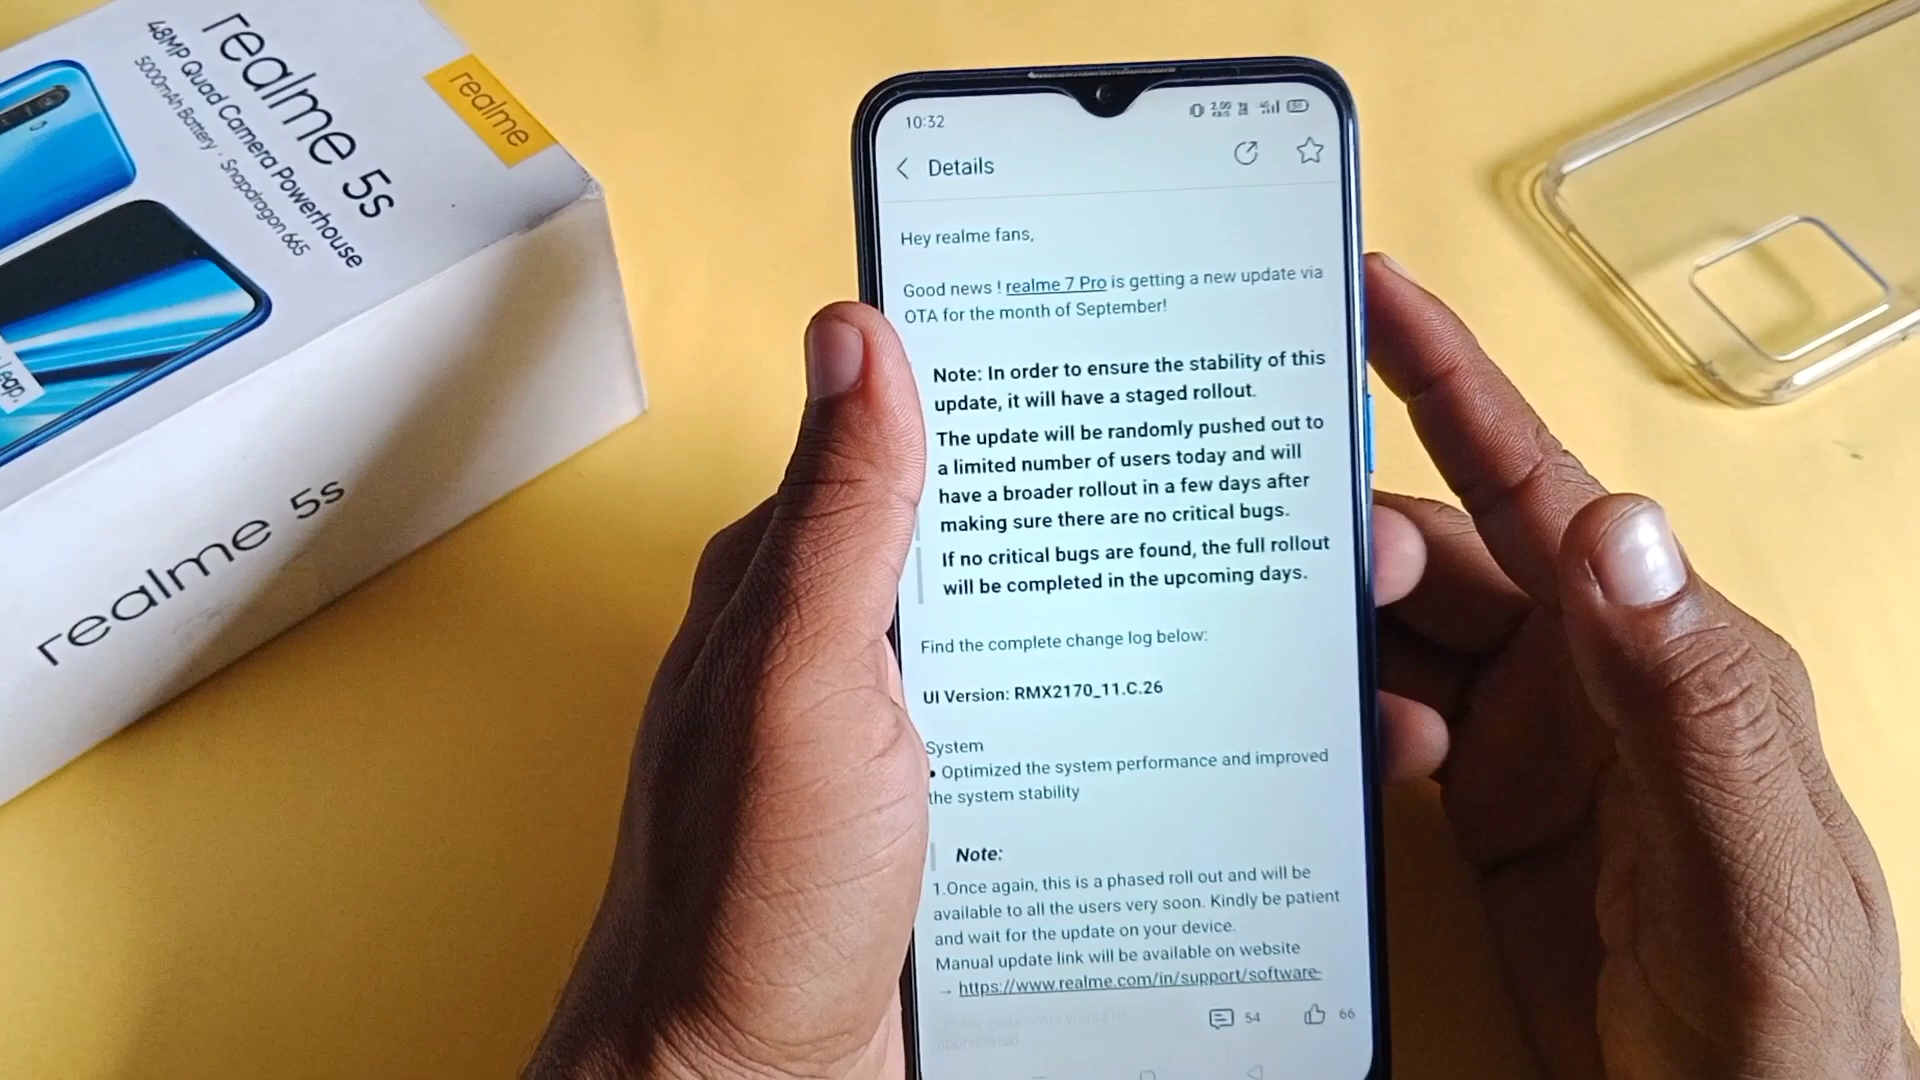 realme 5s
48MP Quad Camera Powerhouse
5000mAh Battery · Snapdragon 665
realme
realme 5s
10:32
2.00
Details
Hey realme fans,
Good news ! realme 7 Pro is getting a new update via
OTA for the month of September!
Note: In order to ensure the stability of this
update, it will have a staged rollout.
The update will be randomly pushed out to
a limited number of users today and will
have a broader rollout in a few days after
making sure there are no critical bugs.
If no critical bugs are found, the full rollout
will be completed in the upcoming days.
Find the complete change log below:
UI Version: RMX2170_11.C.26
System
• Optimized the system performance and improved
the system stability
Note:
1.Once again, this is a phased roll out and will be
available to all the users very soon. Kindly be patient
and wait for the update on your device.
Manual update link will be available on website
→ https://www.realme.com/in/support/software-
54
66